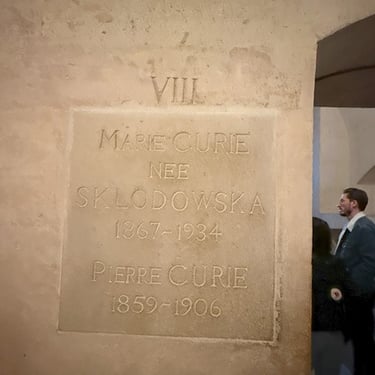 VIII
MARIE CURIE
NEE
SKLODOWSKA
1867~1934
PIERRE CURIE
1859~1906